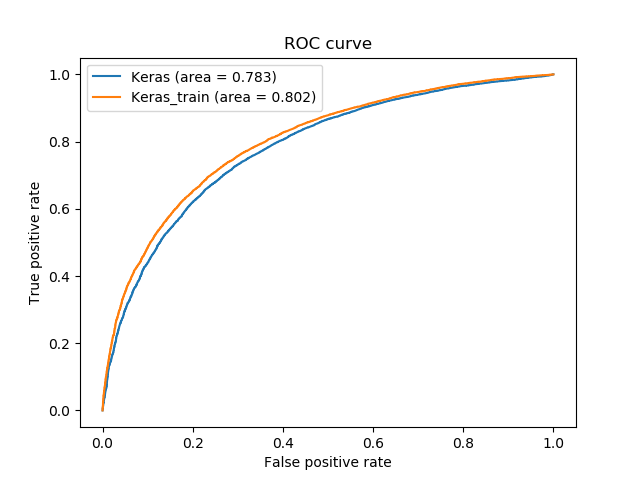 ROC curve
Keras (area = 0.783)
Keras_train (area = 0.802)
True positive rate
1.0
0.8
0.6
0.4
0.2
0.0
0.0 0.2 0.4 0.6 0.8 1.0
False positive rate